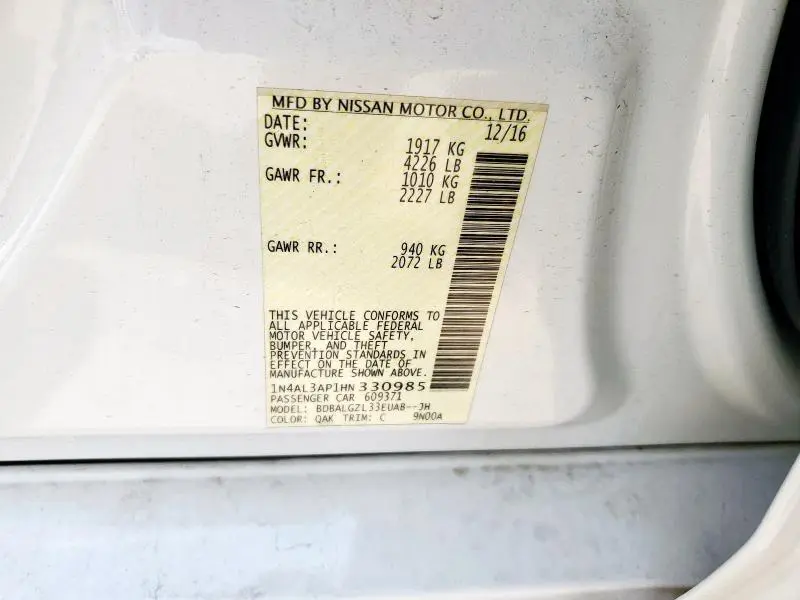 MFD BY NISSAN MOTOR CO., LTD.
DATE: 12/16
GVWR: 1917 KG
4226 LB
GAWR FR.: 1010 KG
2227 LB
GAWR RR.: 940 KG
2072 LB
THIS VEHICLE CONFORMS TO
ALL APPLICABLE FEDERAL
MOTOR VEHICLE SAFETY,
BUMPER, AND THEFT
PREVENTION STANDARDS IN
EFFECT ON THE DATE OF
MANUFACTURE SHOWN ABOVE.
1N4AL3AP1HN330985
PASSENGER CAR 609371
MODEL: BDBALGZL33EUAB--JH
COLOR: QAK TRIM: C 9N00A